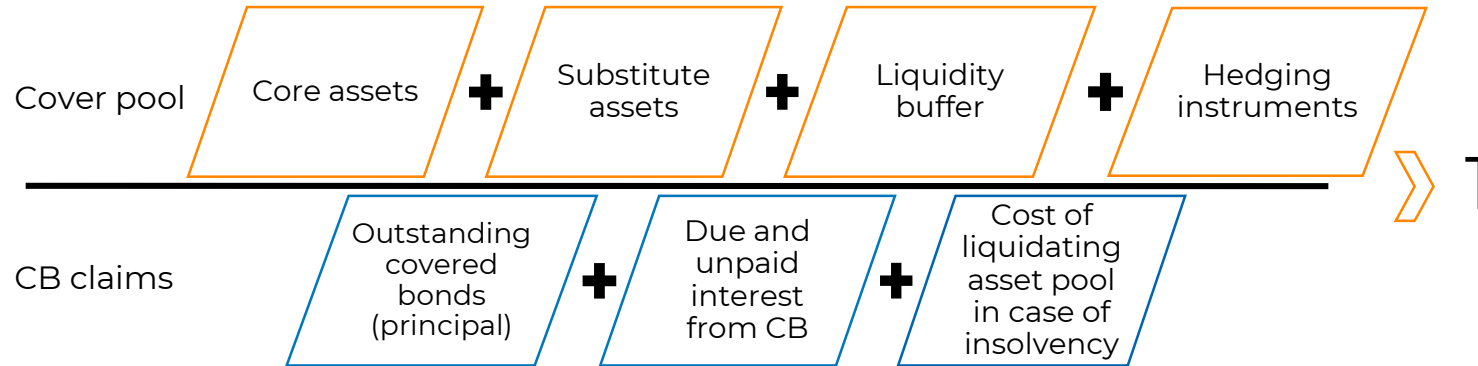 Cover pool
Core assets
+
Substitute
assets
+
Liquidity
buffer
+
Hedging
instruments
CB claims
Outstanding
covered
bonds
(principal)
+
Due and
unpaid
interest
from CB
+
Cost of
liquidating
asset pool
in case of
insolvency